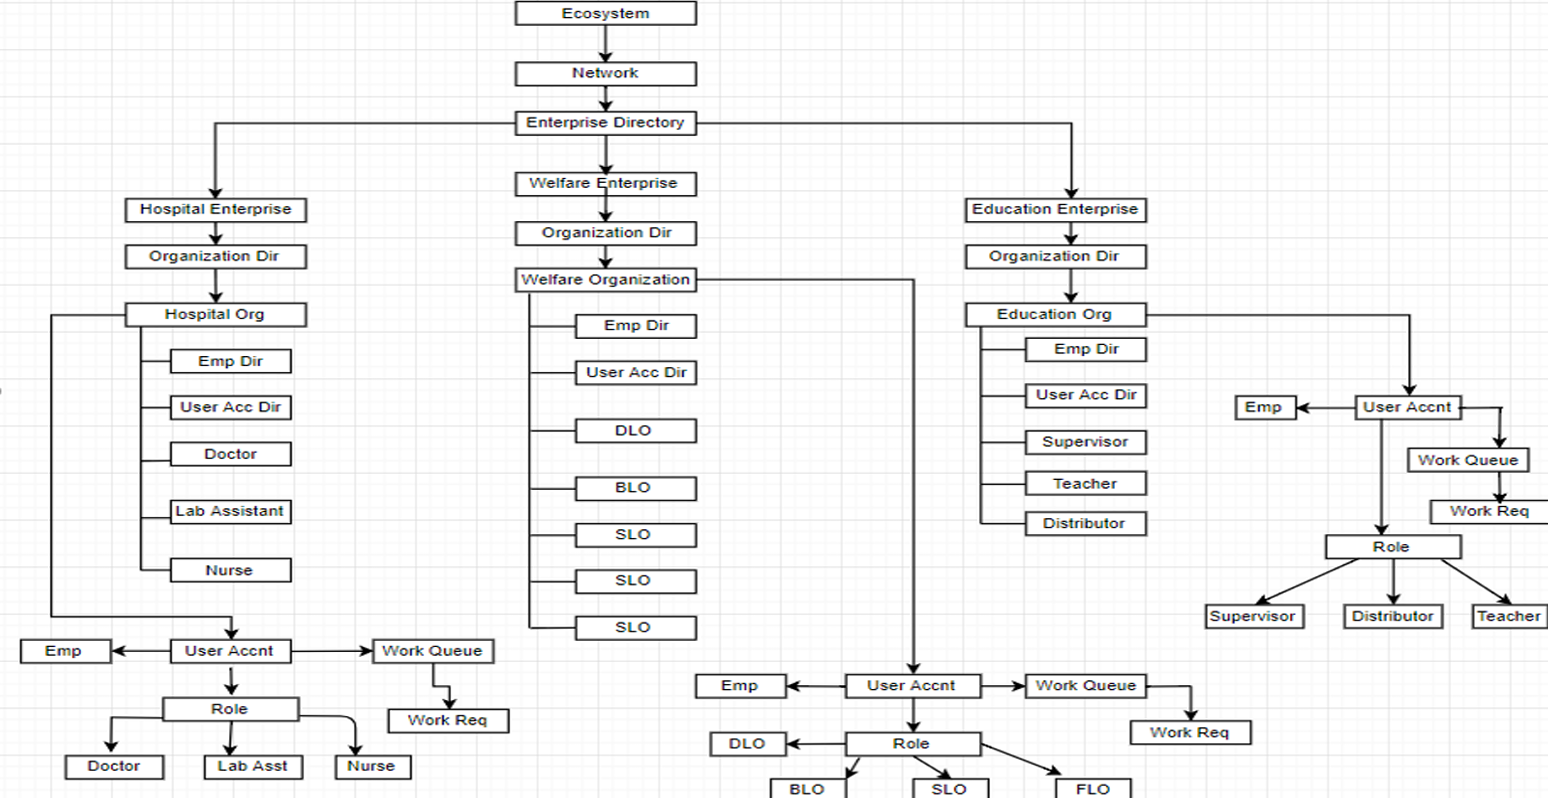 Ecosystem
Network
Enterprise Directory
Hospital Enterprise
Organization Dir
Hospital Org
Emp Dir
User Acc Dir
Doctor
Lab Assistant
Nurse
Emp
User Accnt
Work Queue
Work Req
Role
Doctor
Lab Asst
Nurse
Welfare Enterprise
Organization Dir
Welfare Organization
Emp Dir
User Acc Dir
DLO
BLO
SLO
SLO
SLO
Emp
User Accnt
Work Queue
Work Req
DLO
Role
BLO
SLO
FLO
Education Enterprise
Organization Dir
Education Org
Emp Dir
User Acc Dir
Supervisor
Teacher
Distributor
Emp
User Accnt
Work Queue
Work Req
Role
Supervisor
Distributor
Teacher